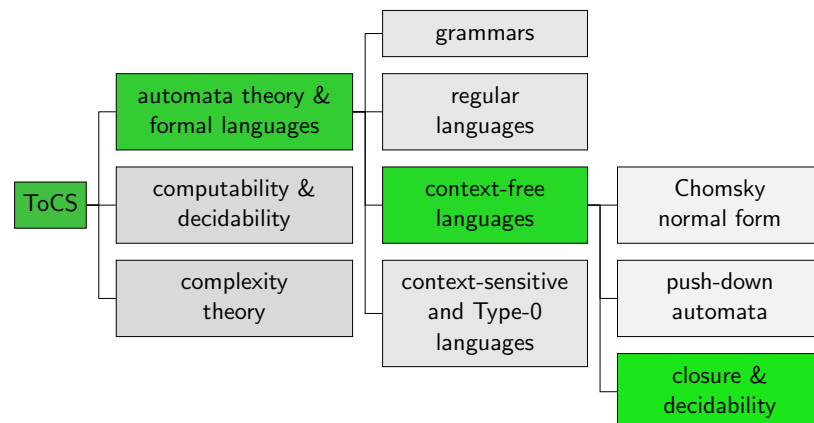 ToCS
automata theory &
formal languages
computability &
decidability
complexity
theory
grammars
regular
languages
context-free
languages
context-sensitive
and Type-0
languages
Chomsky
normal form
push-down
automata
closure &
decidability